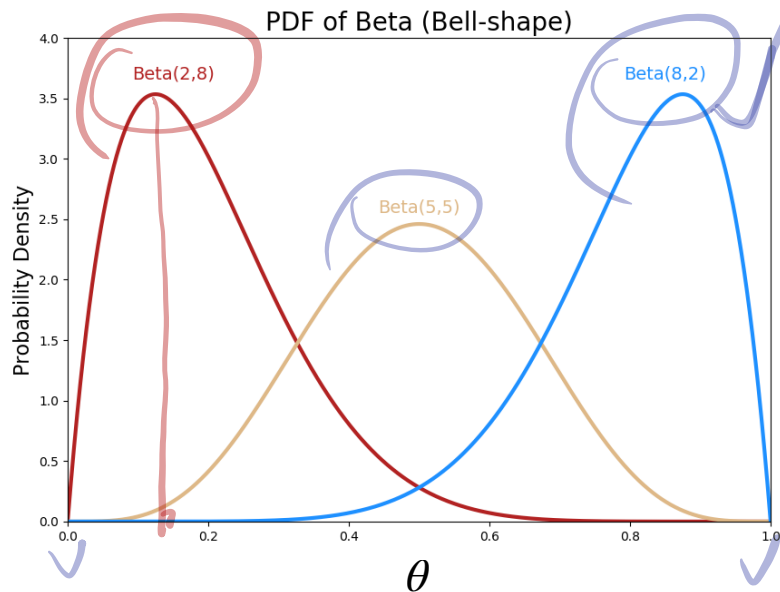 PDF of Beta (Bell-shape)
4.0
3.5
3.0
2.5
2.0
1.5
1.0
0.5
0.0
Probability Density
Beta(2,8)
Beta(8,2)
Beta(5,5)
0.0 0.2 0.4 0.6 0.8 1.0
θ